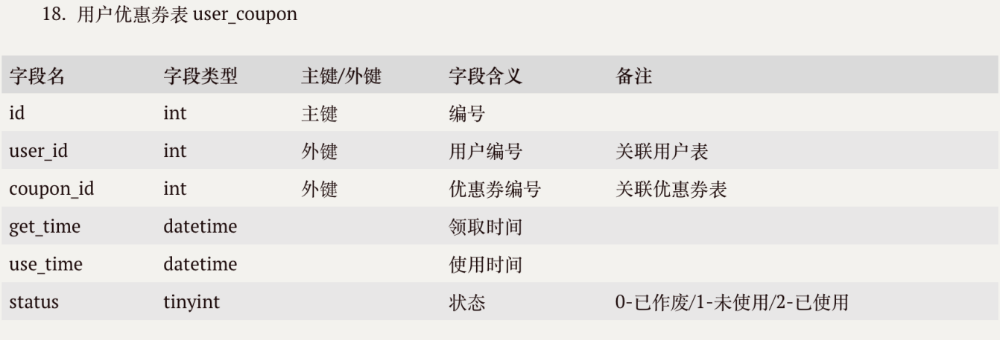 18. 用户优惠券表 user_coupon
字段名 字段类型 主键/外键 字段含义 备注
id int 主键 编号
user_id int 外键 用户编号 关联用户表
coupon_id int 外键 优惠券编号 关联优惠券表
get_time datetime 领取时间
use_time datetime 使用时间
status tinyint 状态 0-已作废/1-未使用/2-已使用